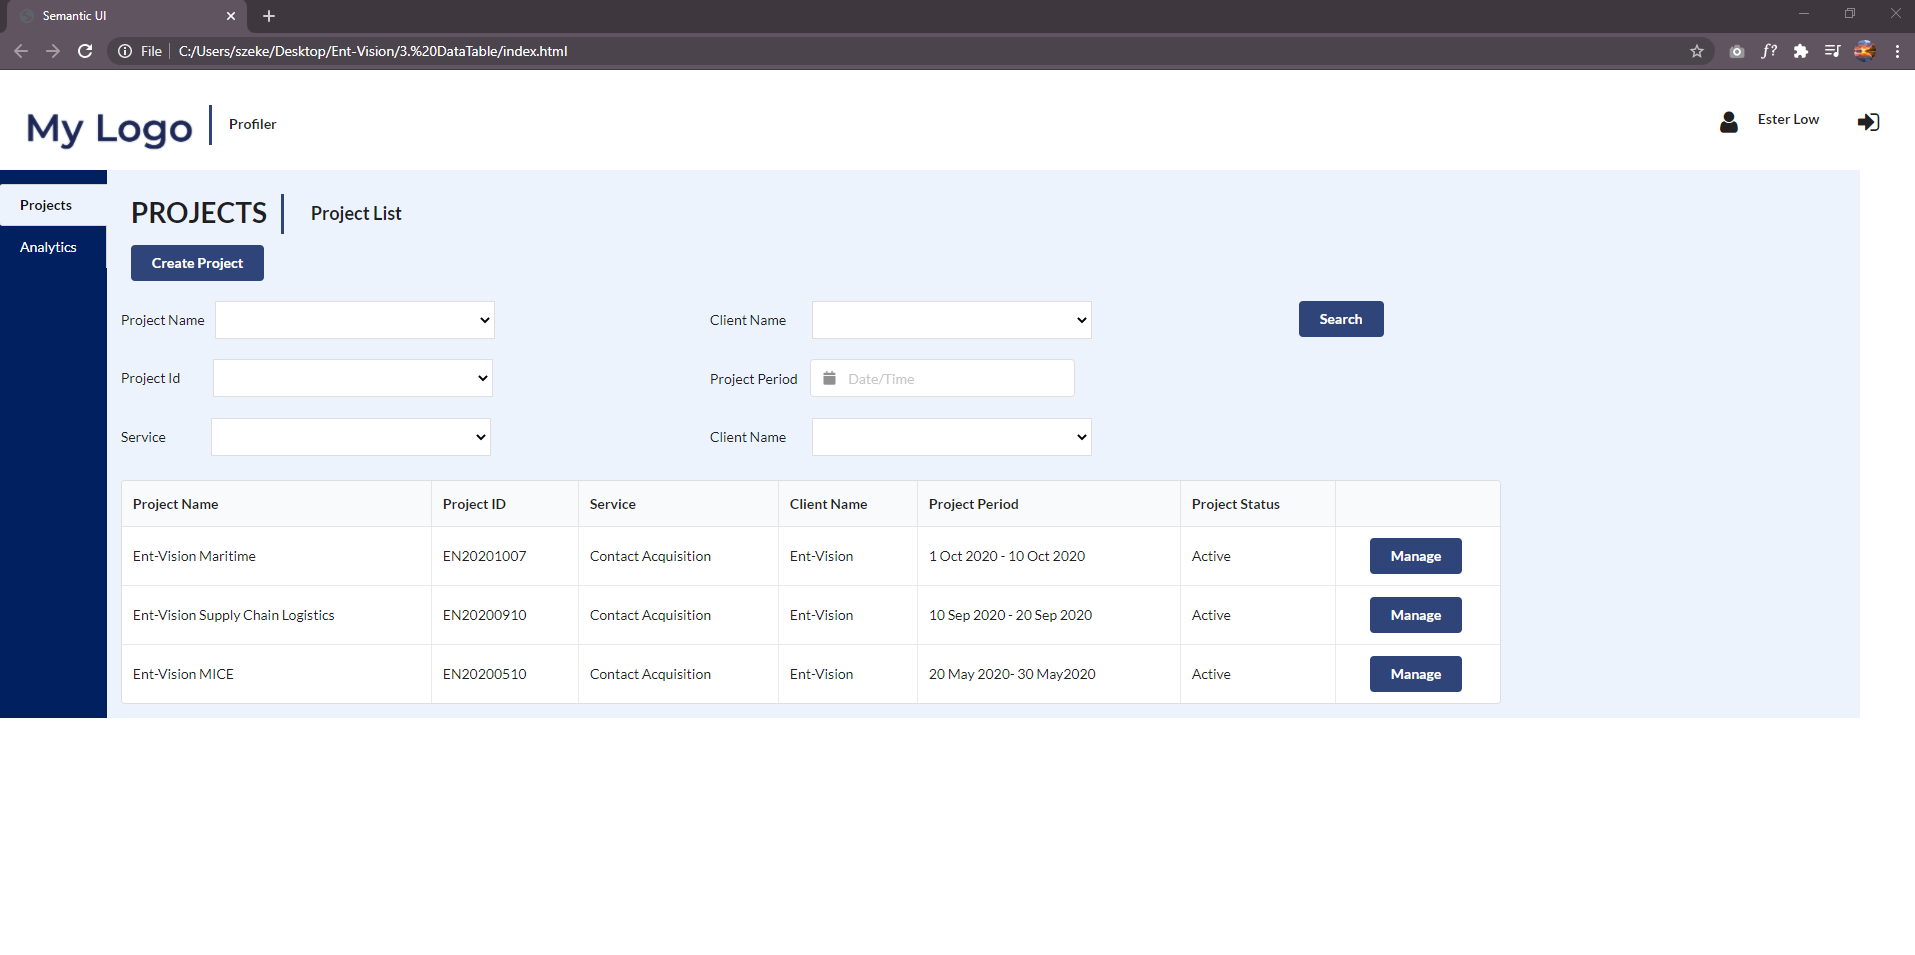 Semantic UI
File C:/Users/szeke/Desktop/Ent-Vision/3.%20DataTable/index.html
f?
My Logo Profiler Ester Low
Projects
Analytics
PROJECTS Project List
Create Project
Project Name Client Name Search
Project Id Project Period Date/Time
Service Client Name
Project Name Project ID Service Client Name Project Period Project Status
Ent-Vision Maritime EN20201007 Contact Acquisition Ent-Vision 1 Oct 2020 - 10 Oct 2020 Active Manage
Ent-Vision Supply Chain Logistics EN20200910 Contact Acquisition Ent-Vision 10 Sep 2020 - 20 Sep 2020 Active Manage
Ent-Vision MICE EN20200510 Contact Acquisition Ent-Vision 20 May 2020- 30 May2020 Active Manage